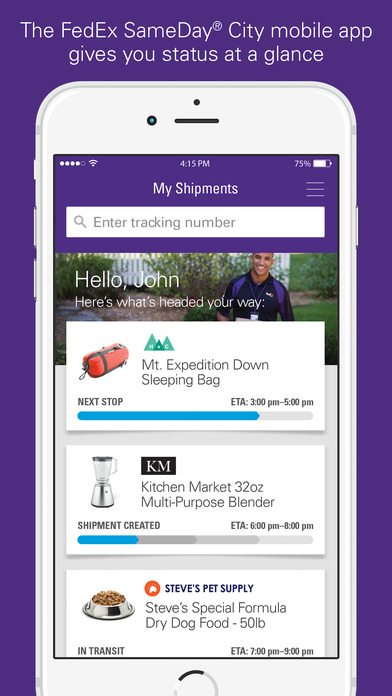 The FedEx SameDay® City mobile app
gives you status at a glance
4:15 PM
75%
My Shipments
Enter tracking number
Hello, John
Here's what's headed your way:
H C
Mt. Expedition Down
Sleeping Bag
NEXT STOP ETA: 3:00 pm–5:00 pm
KM
Kitchen Market 32oz
Multi-Purpose Blender
SHIPMENT CREATED ETA: 6:00 pm–8:00 pm
STEVE'S PET SUPPLY
Steve's Special Formula
Dry Dog Food - 50lb
IN TRANSIT ETA: 7:00 pm–9:00 pm